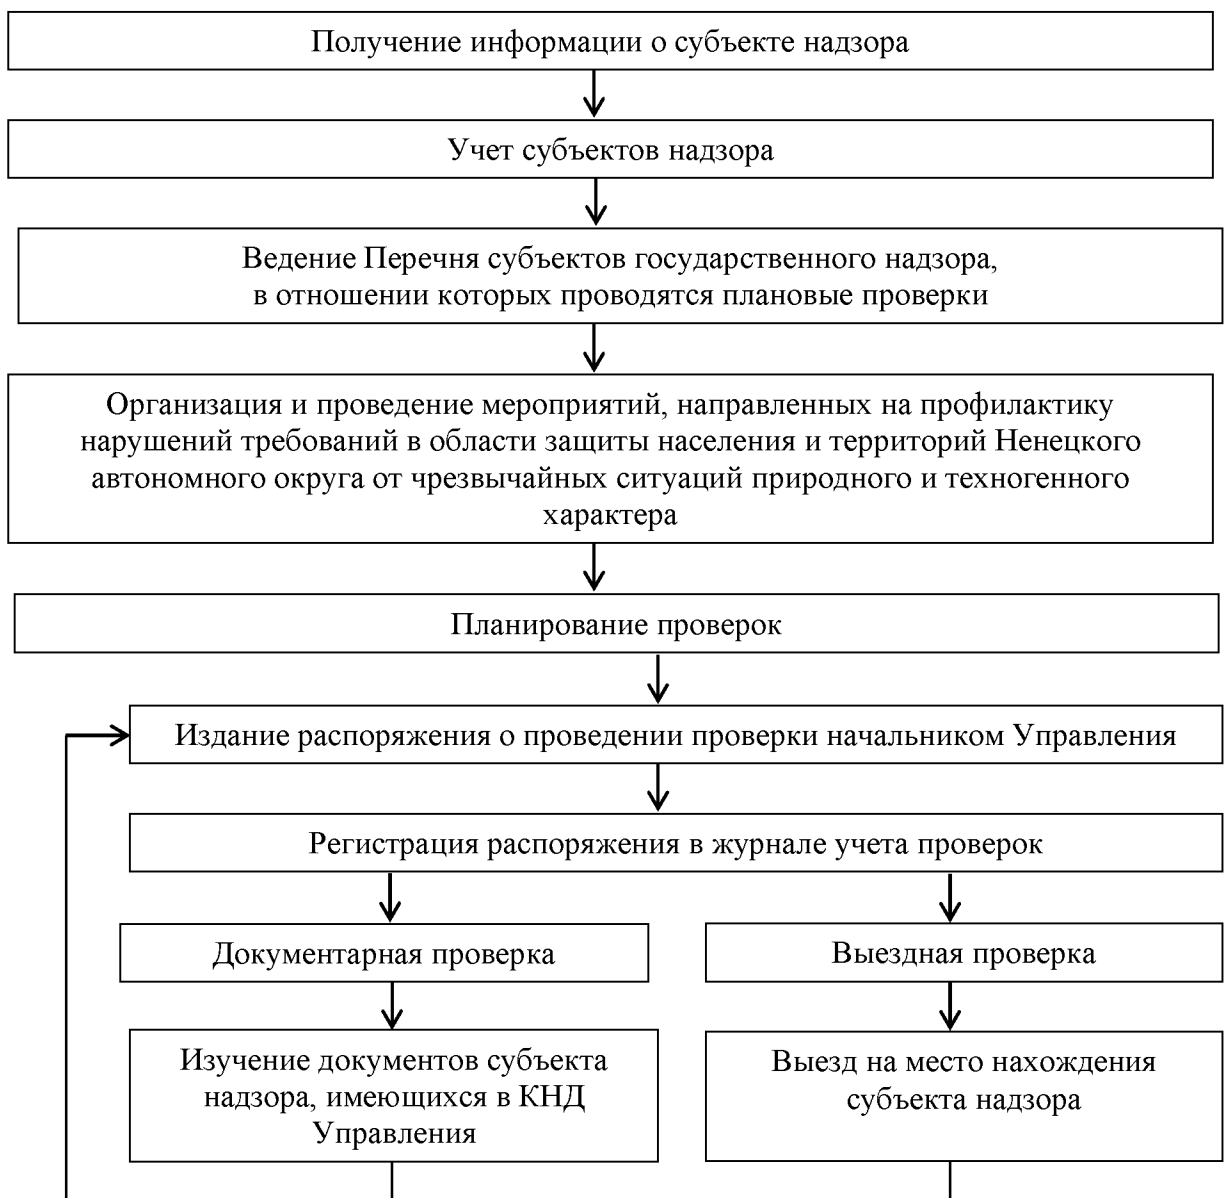 Получение информации о субъекте надзора
Учет субъектов надзора
Ведение Перечня субъектов государственного надзора,
в отношении которых проводятся плановые проверки
Организация и проведение мероприятий, направленных на профилактику
нарушений требований в области защиты населения и территорий Ненецкого
автономного округа от чрезвычайных ситуаций природного и техногенного
характера
Планирование проверок
Издание распоряжения о проведении проверки начальником Управления
Регистрация распоряжения в журнале учета проверок
Документарная проверка
Выездная проверка
Изучение документов субъекта
надзора, имеющихся в КНД
Управления
Выезд на место нахождения
субъекта надзора